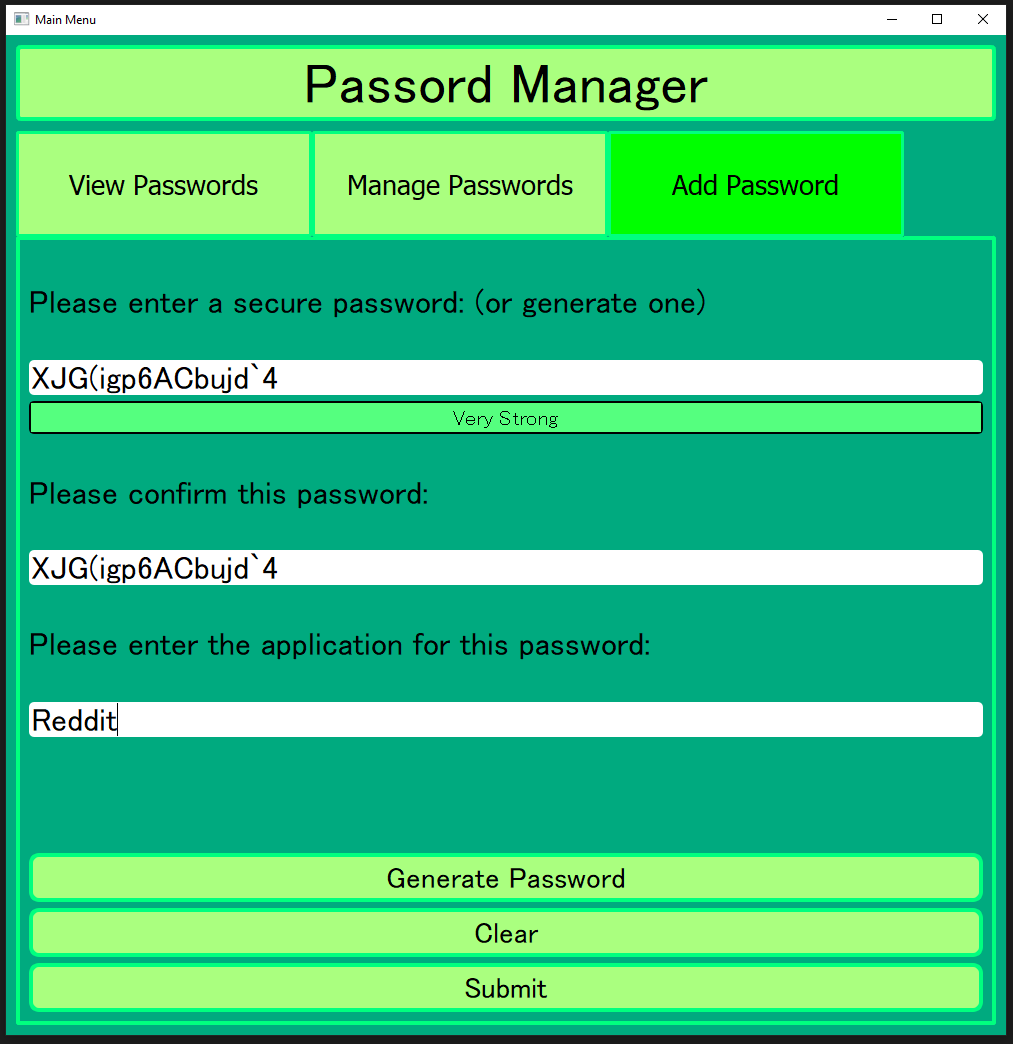 Main Menu
Passord Manager
View Passwords
Manage Passwords
Add Password
Please enter a secure password: (or generate one)
XJG(igp6ACbujd`4
Very Strong
Please confirm this password:
XJG(igp6ACbujd`4
Please enter the application for this password:
Reddit
Generate Password
Clear
Submit